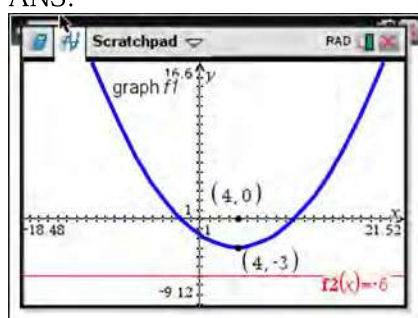 ANS:
Scratchpad RAD
16.6 y
graph f1
(4,0)
1 x
-18.48 1 21.52
(4,-3)
f2(x)=-6
-9.12